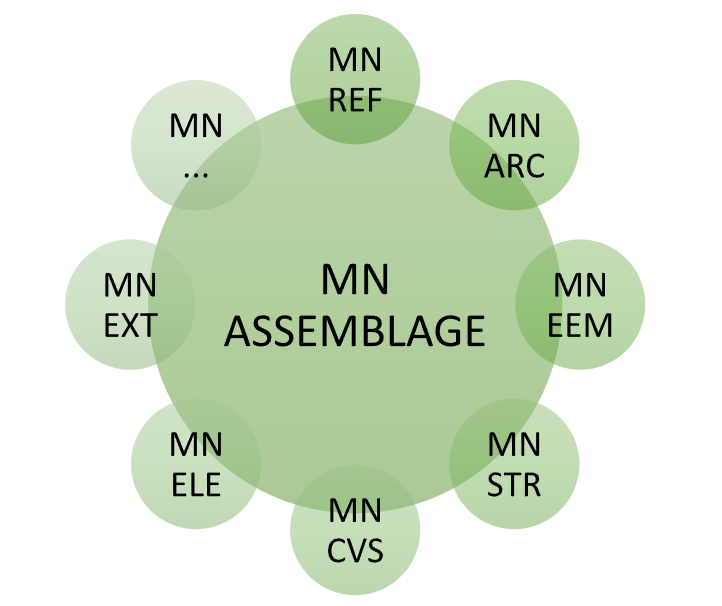 MN
REF
MN
ARC
MN
EEM
MN
STR
MN
CVS
MN
ELE
MN
EXT
MN
...
MN
ASSEMBLAGE